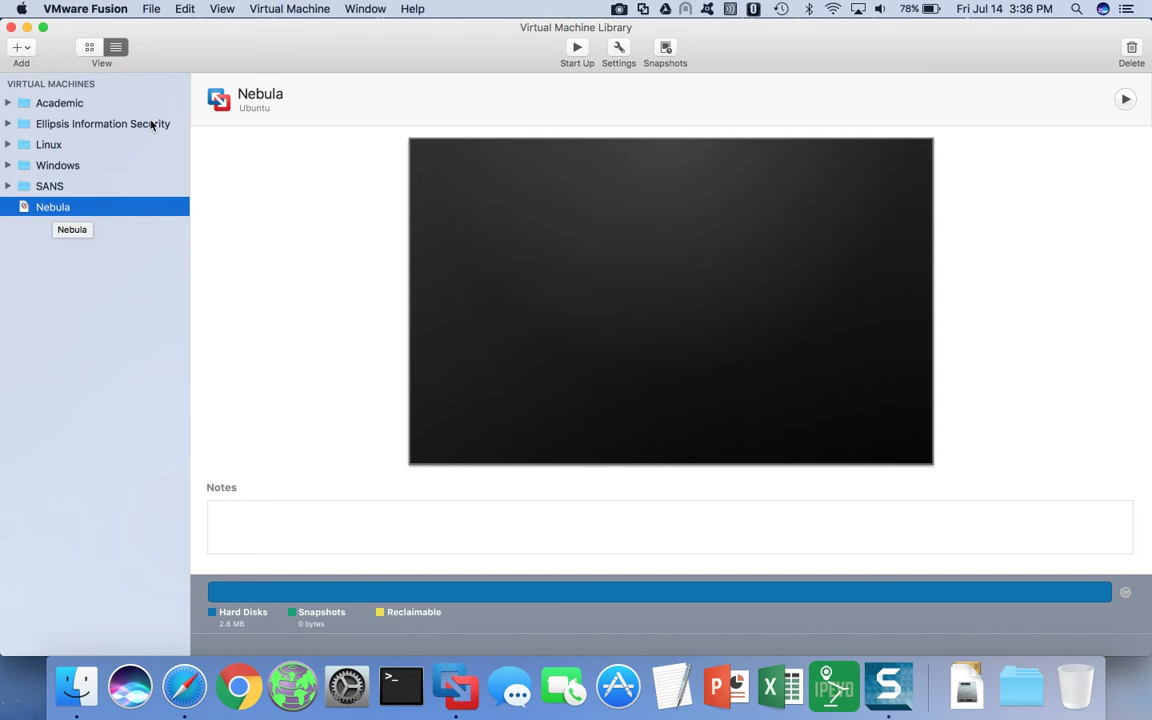 VMware Fusion File Edit View Virtual Machine Window Help 78% Fri Jul 14 3:36 PM
Virtual Machine Library
Add View Start Up Settings Snapshots Delete
VIRTUAL MACHINES
Academic
Ellipsis Information Security
Linux
Windows
SANS
Nebula
Nebula
Nebula
Ubuntu
Notes
Hard Disks Snapshots Reclaimable
2.6 MB 0 bytes